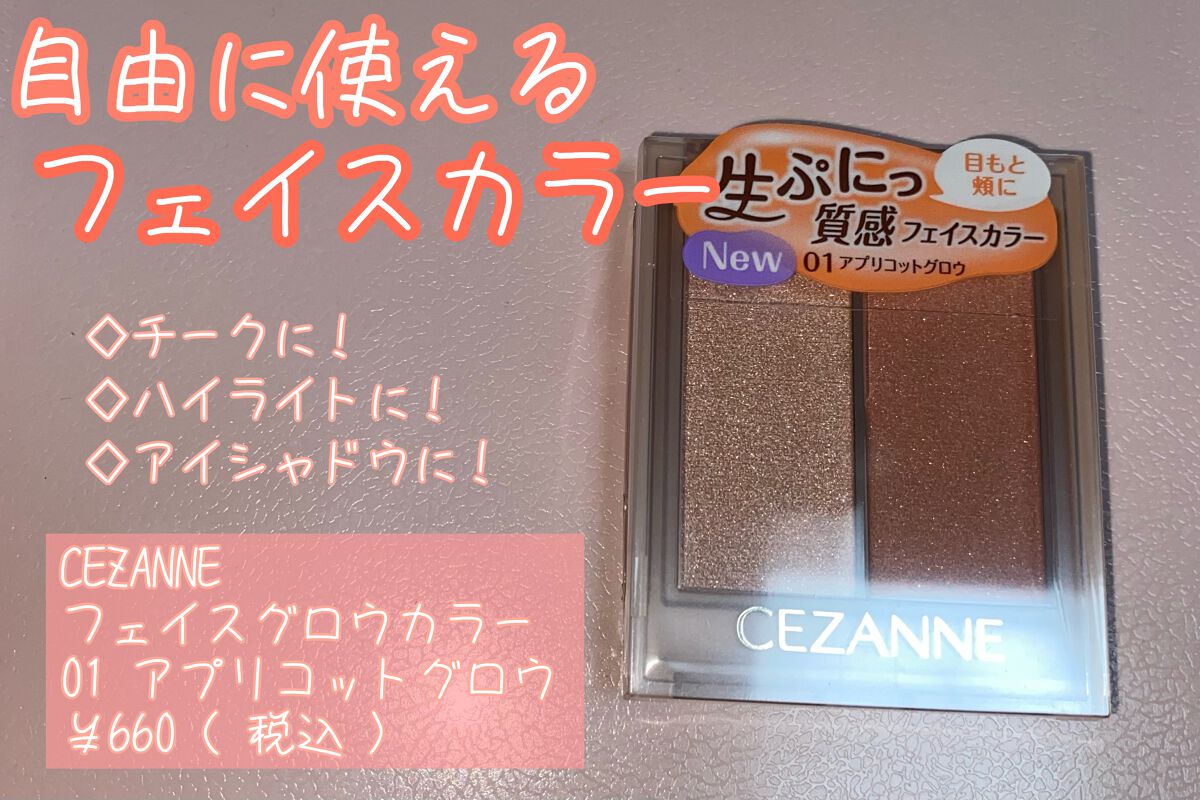 自由に使える
フェイスカラー
◇チークに！
◇ハイライトに！
◇アイシャドウに！
CEZANNE
フェイスグロウカラー
01 アプリコットグロウ
￥660 ( 税込 )
生ぷにっ
質感フェイスカラー
目もと
頬に
New
01アプリコットグロウ
CEZANNE